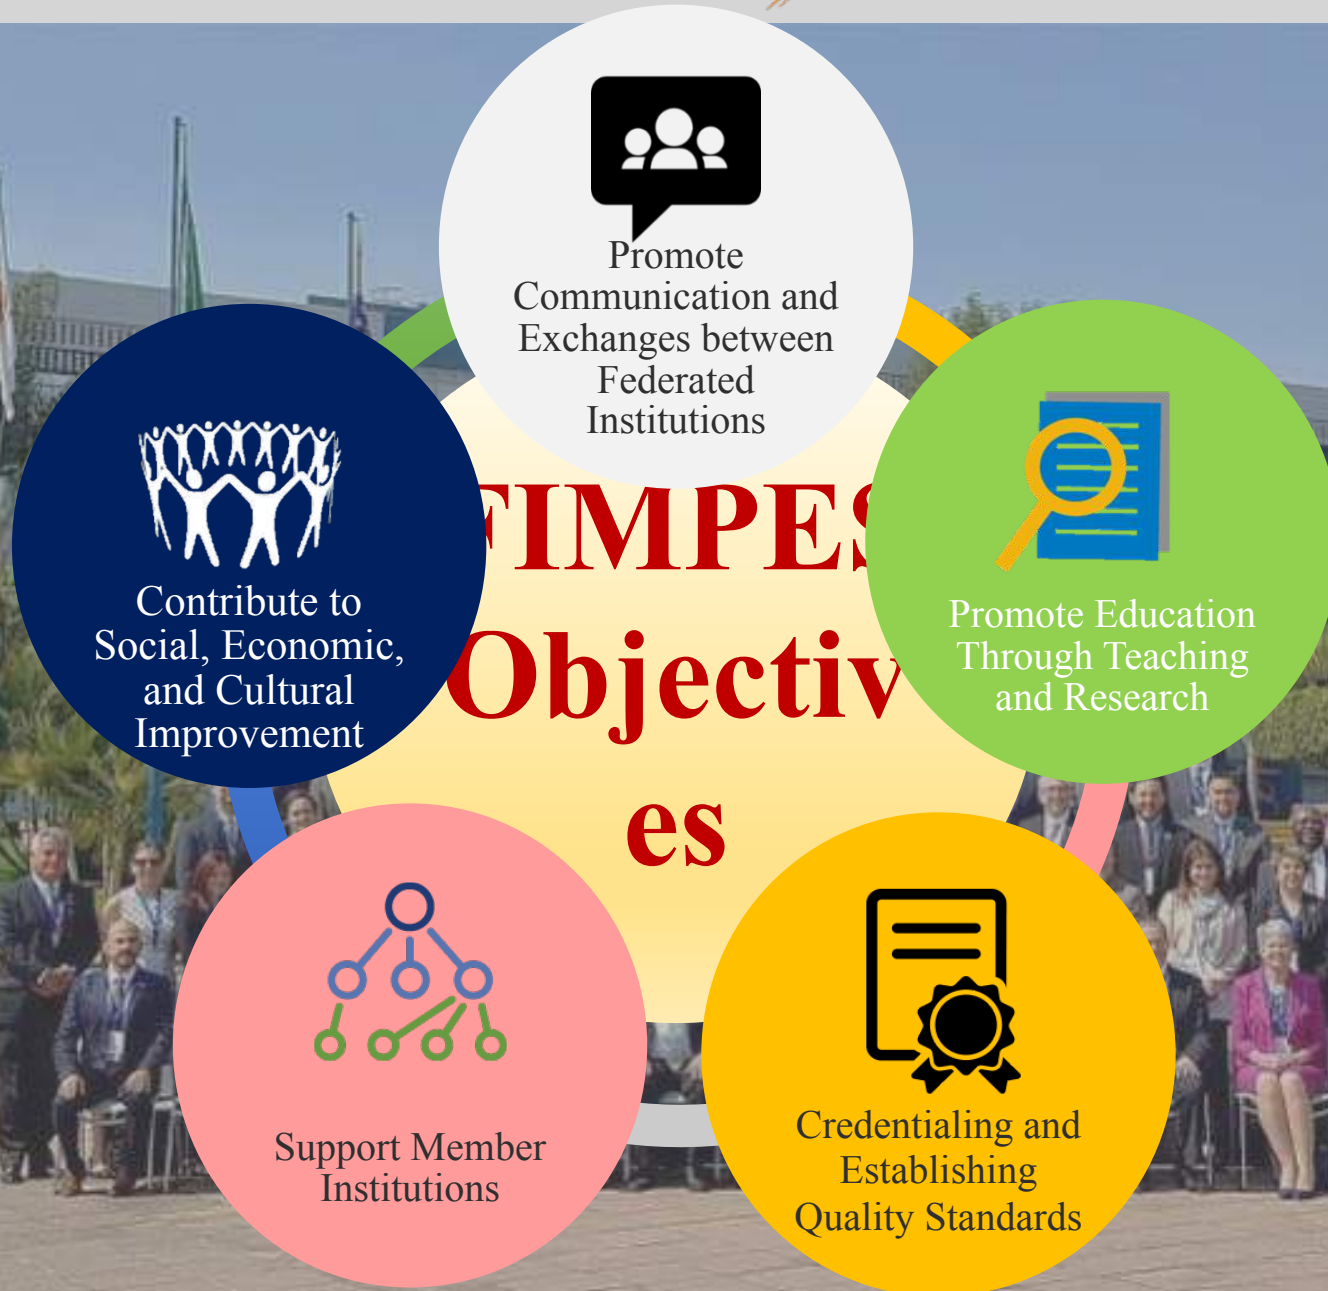 Promote
Communication and
Exchanges between
Federated
Institutions
Contribute to
Social, Economic,
and Cultural
Improvement
FIMPES
Objectiv
es
Promote Education
Through Teaching
and Research
Support Member
Institutions
Credentialing and
Establishing
Quality Standards